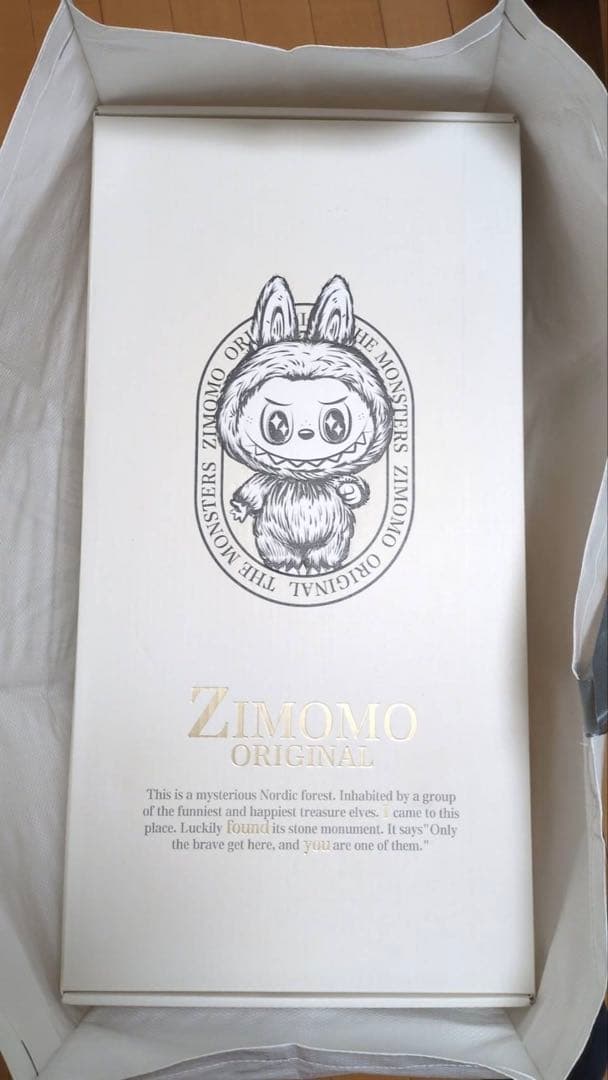 THE MONSTERS ZIMOMO ORI
HE MONSTERS ZIMOMO ORIGINAL
ZIMOMO
ORIGINAL
This is a mysterious Nordic forest. Inhabited by a group
of the funniest and happiest treasure elves. I came to this
place. Luckily found its stone monument. It says"Only
the brave get here, and you are one of them."